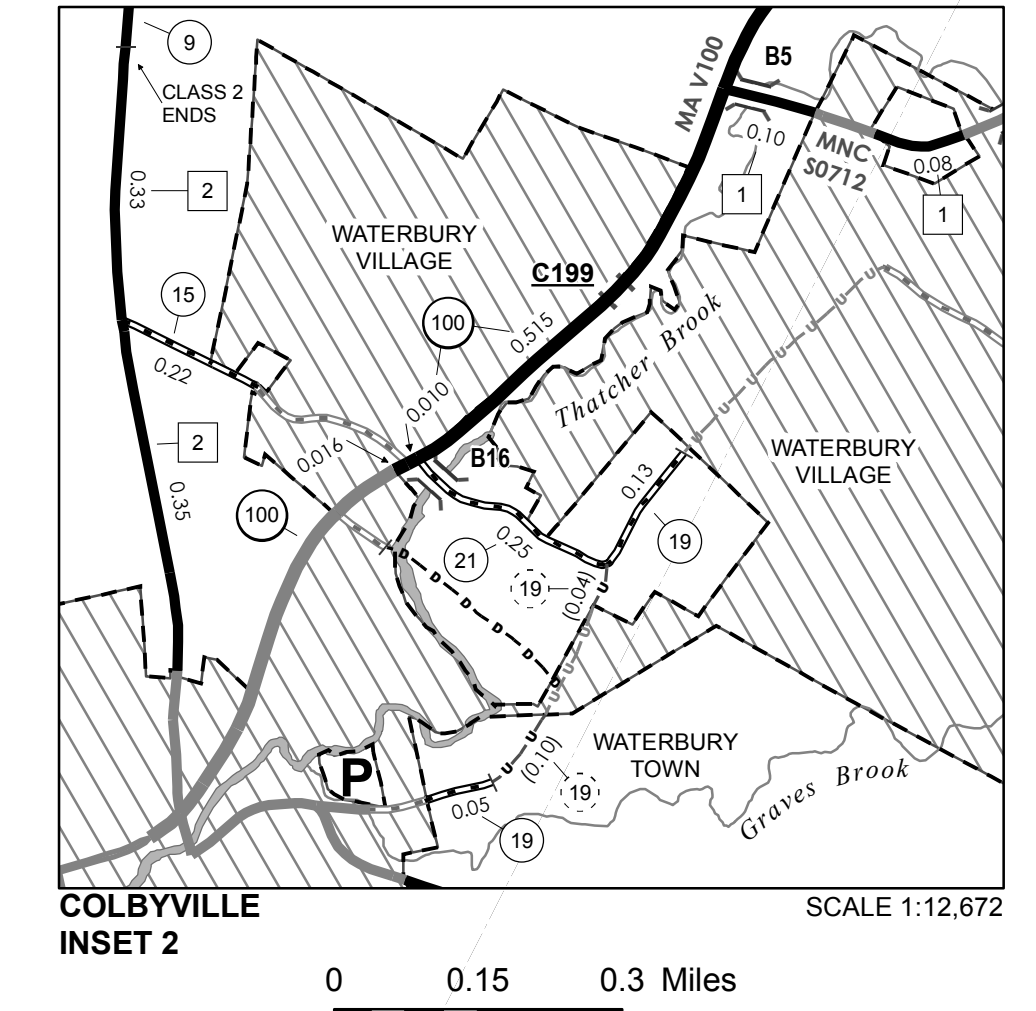 9
CLASS 2
ENDS
MA V100
B5
0.10
MNC
S0712
0.08
0.33
2
1
1
WATERBURY
VILLAGE
C199
15
100
0.515
Thatcher Brook
0.22
0.010
2
0.016
B16
WATERBURY
VILLAGE
0.35
0.13
100
0.25
19
21
19
(0.04)
D
D
D
D
D
D
U
U
U
U
U
U
U
U
U
U
U
U
WATERBURY
TOWN
P
(0.10)
19
Graves Brook
0.05
19
COLBYVILLE
INSET 2
SCALE 1:12,672
0 0.15 0.3 Miles